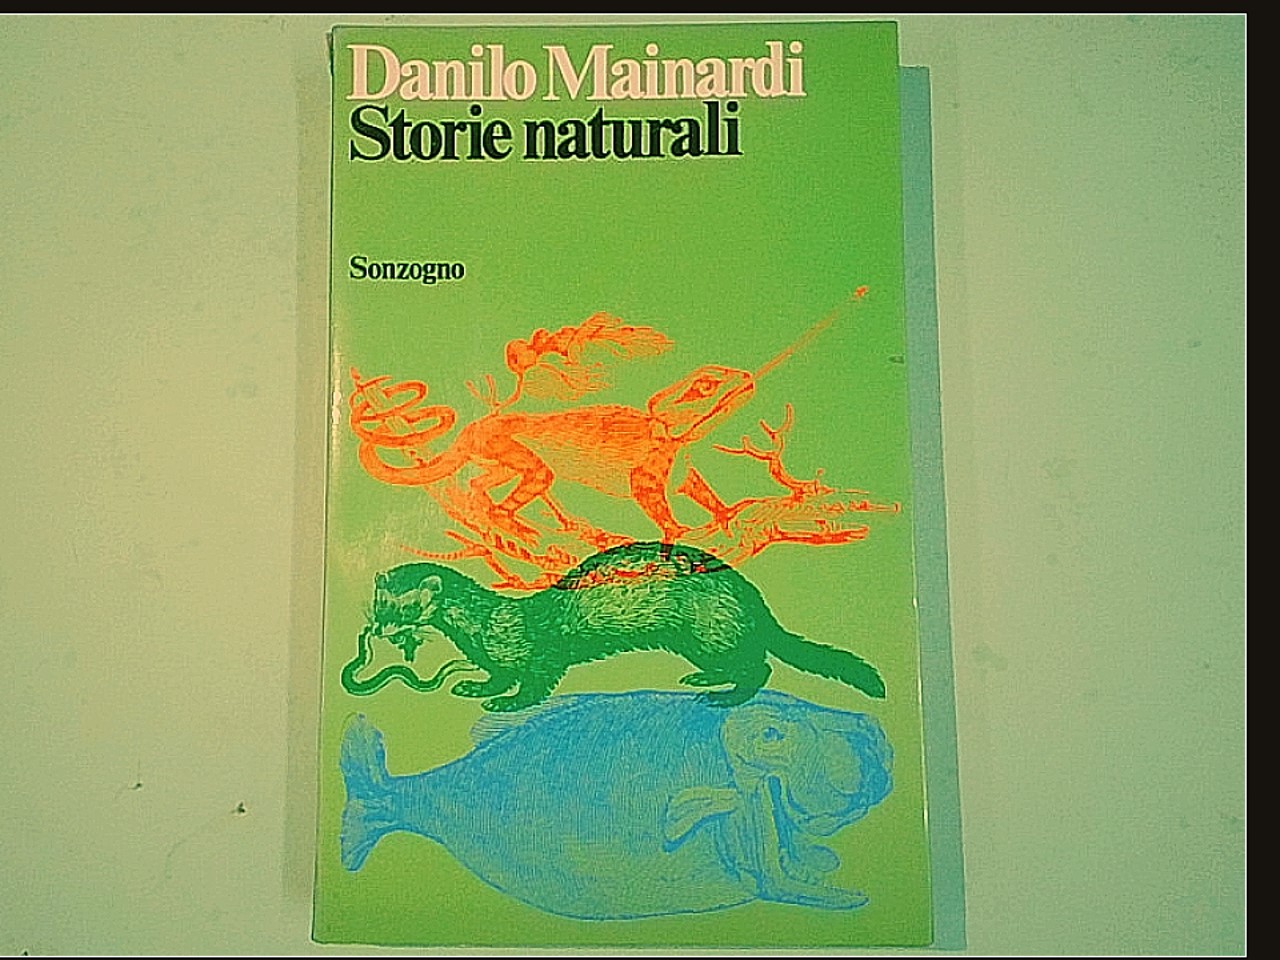 Danilo Mainardi
Storie naturali
Sonzogno